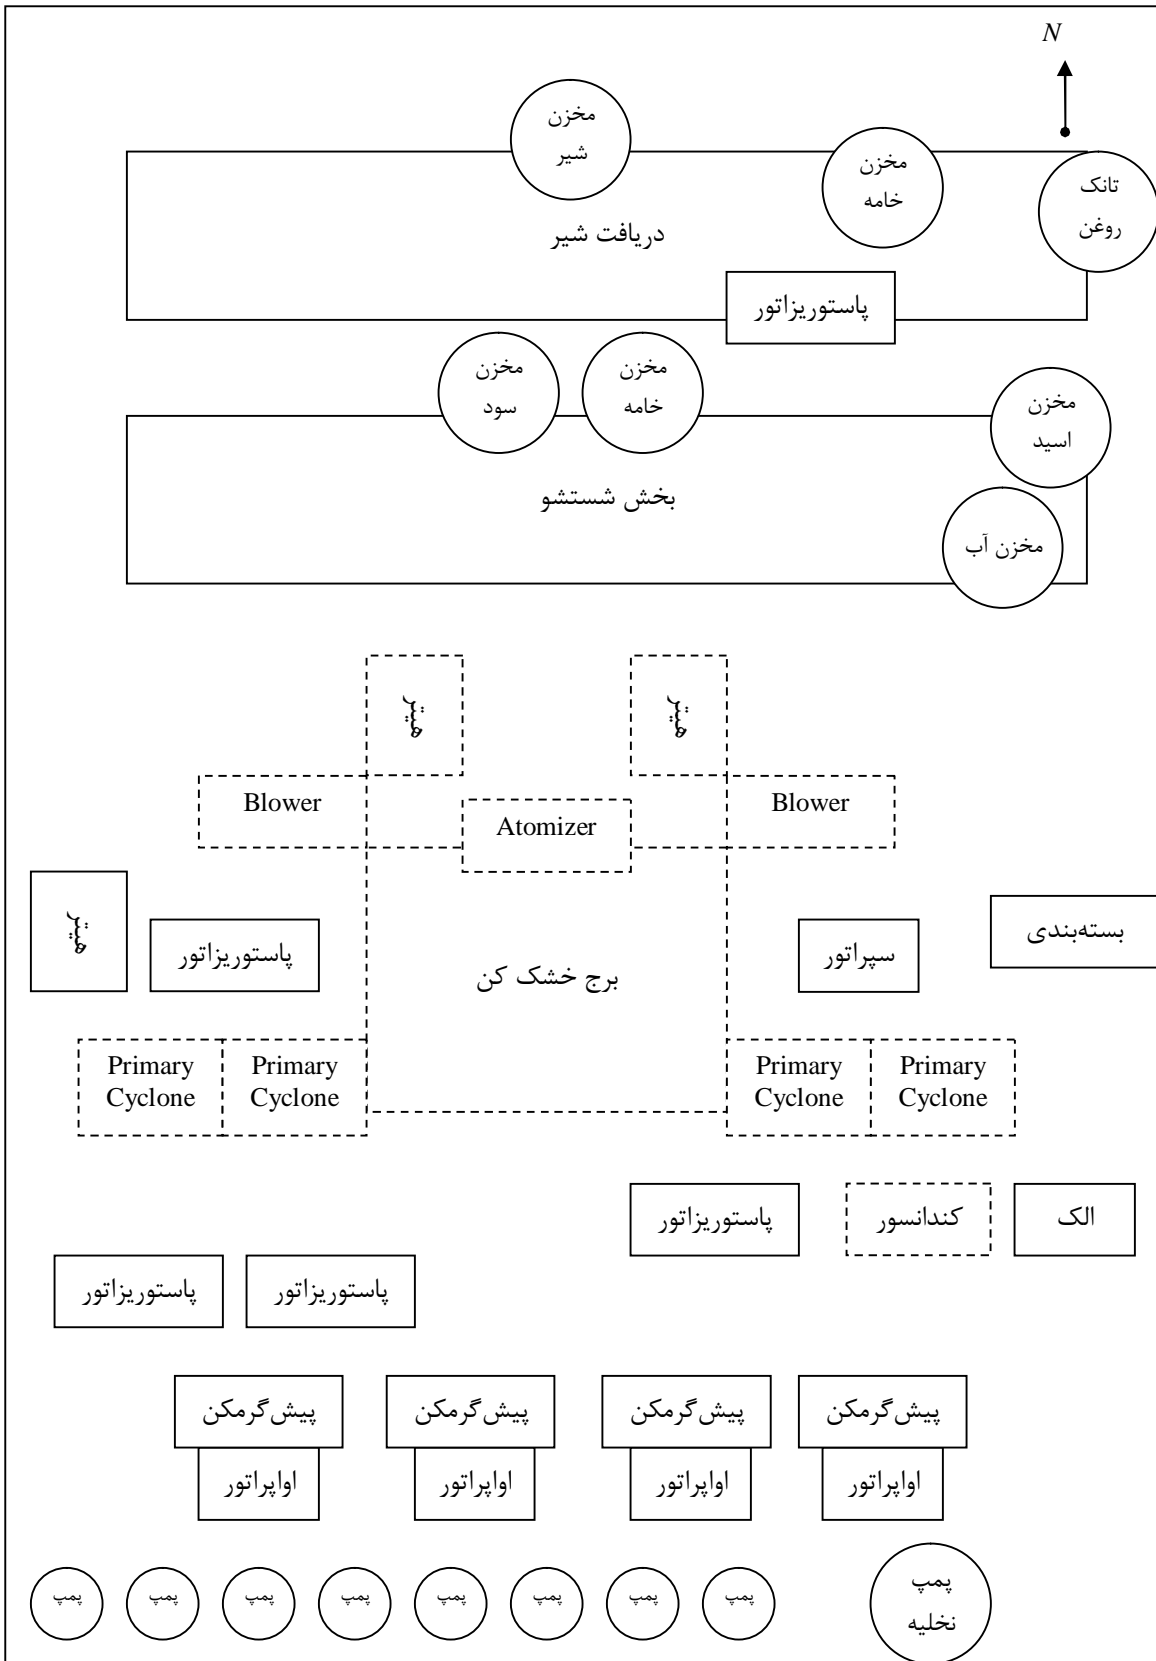 N
مخزن
شیر
مخزن
خامه
تانک
روغن
دریافت شیر
پاستوریزاتور
مخزن
سود
مخزن
خامه
مخزن
اسید
بخش شستشو
مخزن آب
هیتر
هیتر
Blower
Atomizer
Blower
هیتر
پاستوریزاتور
برج خشک کن
سپراتور
بسته‌بندی
Primary
Cyclone
Primary
Cyclone
Primary
Cyclone
Primary
Cyclone
پاستوریزاتور
کندانسور
الک
پاستوریزاتور
پاستوریزاتور
پیش‌گرمکن
پیش‌گرمکن
پیش‌گرمکن
پیش‌گرمکن
اواپراتور
اواپراتور
اواپراتور
اواپراتور
پمپ
پمپ
پمپ
پمپ
پمپ
پمپ
پمپ
پمپ
پمپ
نخلیه